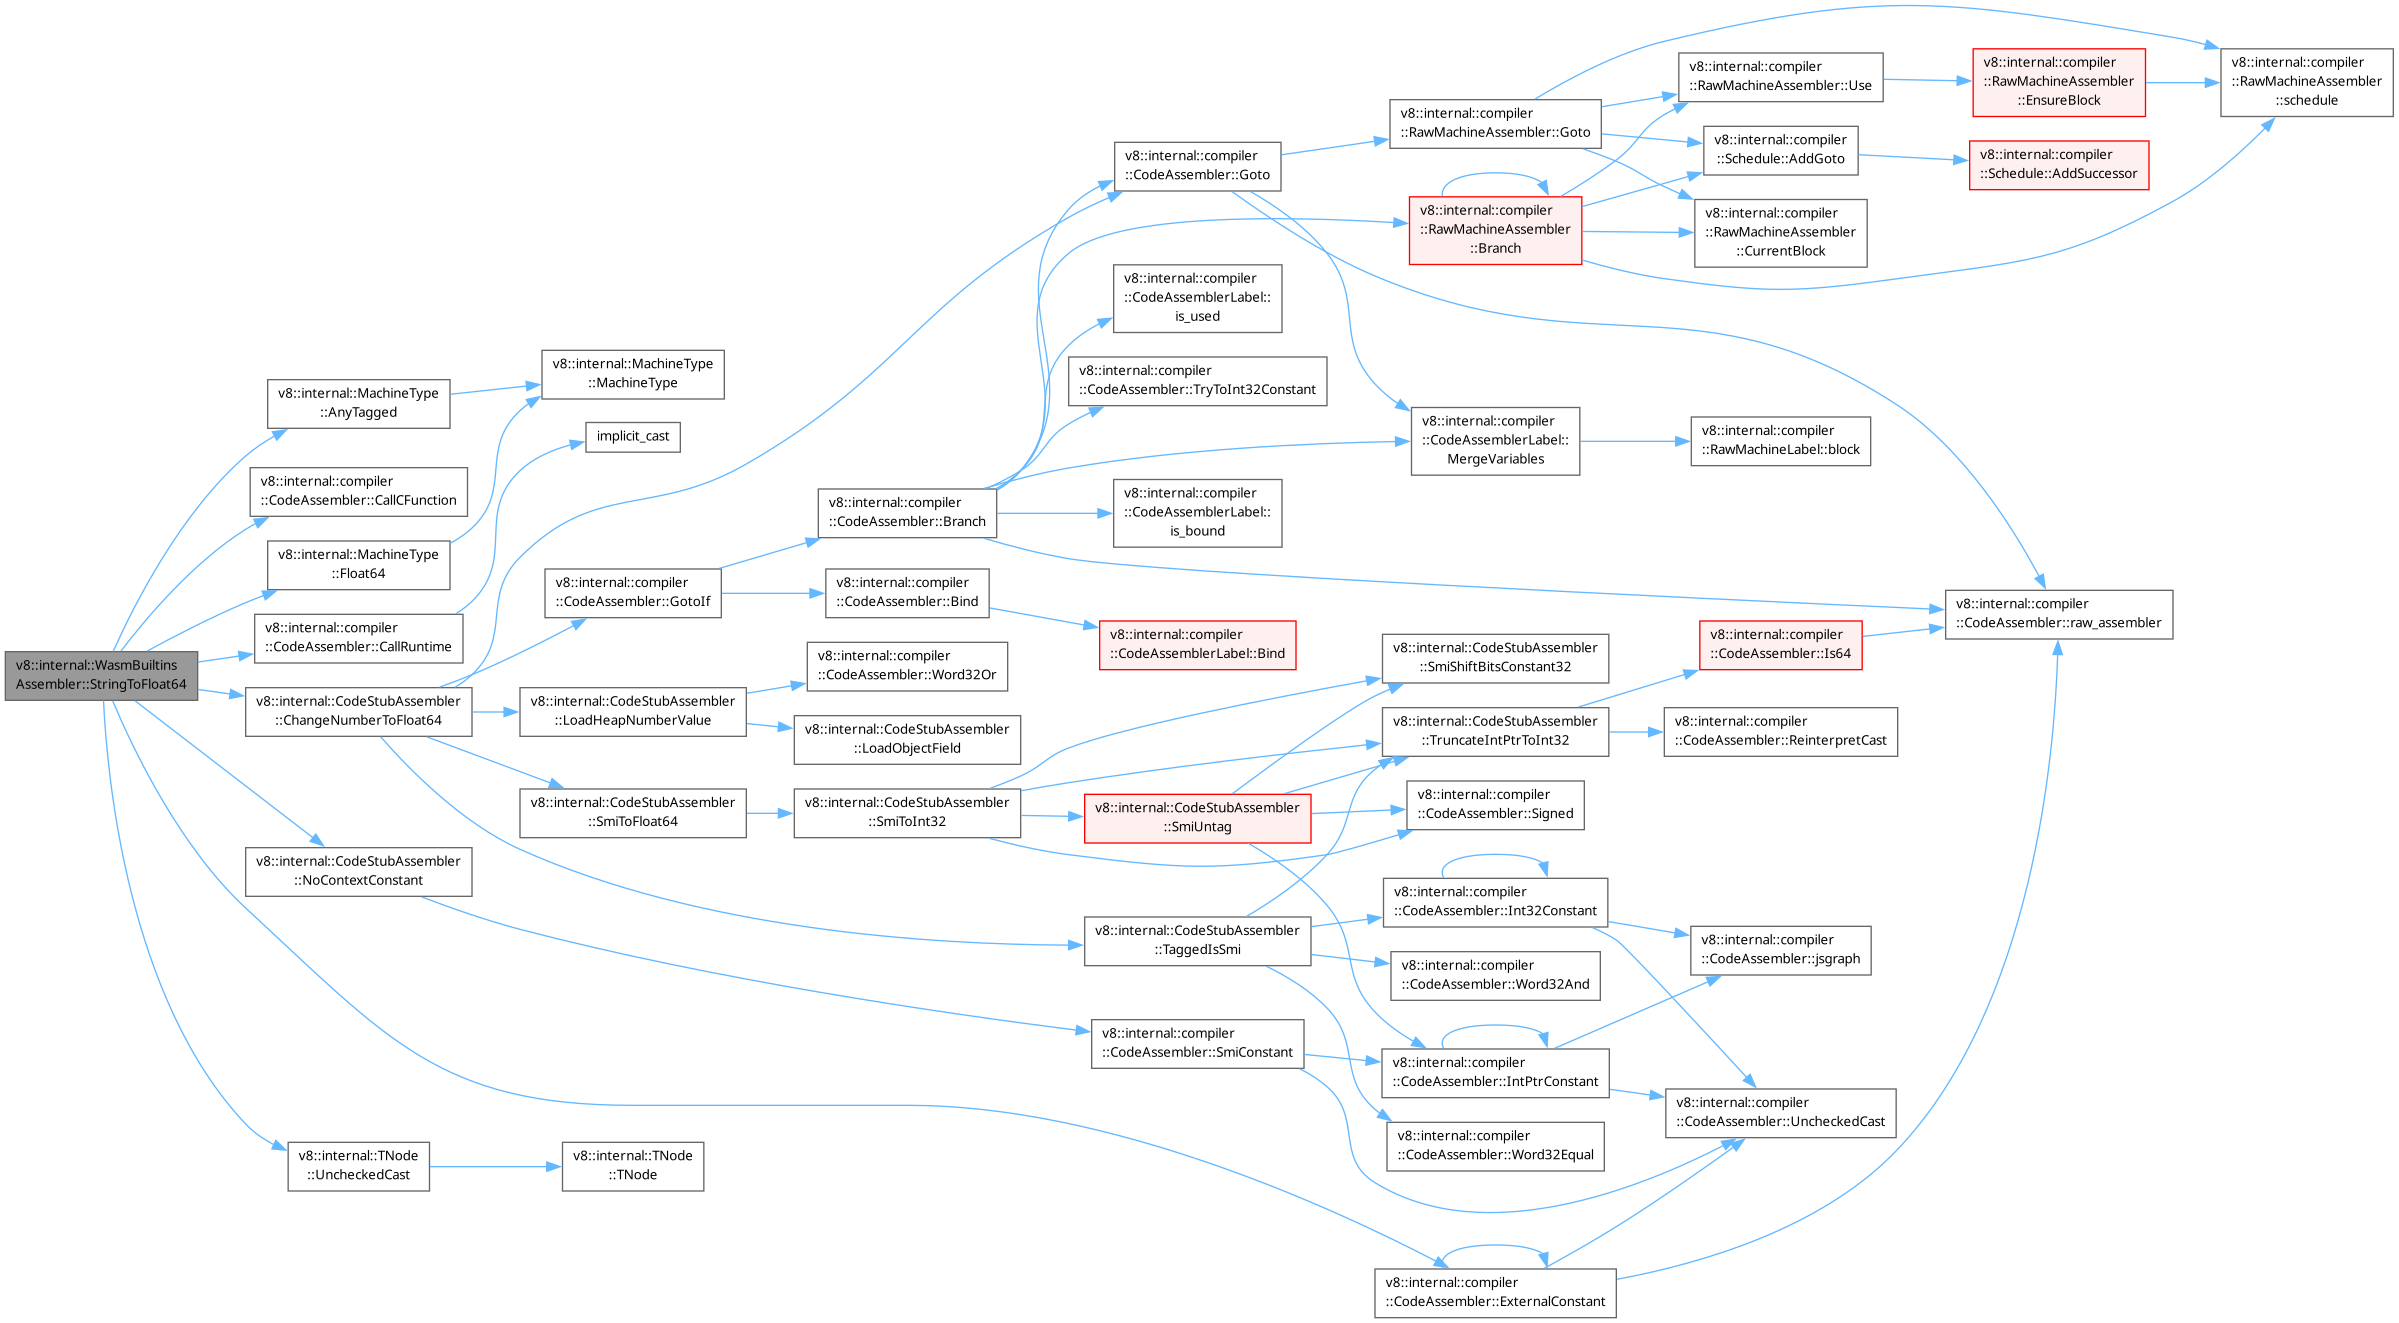 v8::internal::WasmBuiltins
Assembler::StringToFloat64
v8::internal::MachineType
::AnyTagged
v8::internal::MachineType
::MachineType
v8::internal::compiler
::CodeAssembler::CallCFunction
v8::internal::MachineType
::Float64
v8::internal::compiler
::CodeAssembler::CallRuntime
implicit_cast
v8::internal::CodeStubAssembler
::ChangeNumberToFloat64
v8::internal::compiler
::CodeAssembler::Goto
v8::internal::compiler
::RawMachineAssembler::Goto
v8::internal::compiler
::RawMachineAssembler::Use
v8::internal::compiler
::RawMachineAssembler
::EnsureBlock
v8::internal::compiler
::RawMachineAssembler
::schedule
v8::internal::compiler
::Schedule::AddGoto
v8::internal::compiler
::Schedule::AddSuccessor
v8::internal::compiler
::RawMachineAssembler
::CurrentBlock
v8::internal::compiler
::RawMachineAssembler
::Branch
v8::internal::compiler
::CodeAssemblerLabel::
is_used
v8::internal::compiler
::CodeAssembler::TryToInt32Constant
v8::internal::compiler
::CodeAssemblerLabel::
MergeVariables
v8::internal::compiler
::RawMachineLabel::block
v8::internal::compiler
::CodeAssembler::Branch
v8::internal::compiler
::CodeAssemblerLabel::
is_bound
v8::internal::compiler
::CodeAssembler::GotoIf
v8::internal::compiler
::CodeAssembler::Bind
v8::internal::compiler
::CodeAssemblerLabel::Bind
v8::internal::compiler
::CodeAssembler::raw_assembler
v8::internal::CodeStubAssembler
::LoadHeapNumberValue
v8::internal::compiler
::CodeAssembler::Word32Or
v8::internal::CodeStubAssembler
::LoadObjectField
v8::internal::CodeStubAssembler
::SmiShiftBitsConstant32
v8::internal::compiler
::CodeAssembler::Is64
v8::internal::CodeStubAssembler
::TruncateIntPtrToInt32
v8::internal::compiler
::CodeAssembler::ReinterpretCast
v8::internal::CodeStubAssembler
::SmiToFloat64
v8::internal::CodeStubAssembler
::SmiToInt32
v8::internal::CodeStubAssembler
::SmiUntag
v8::internal::compiler
::CodeAssembler::Signed
v8::internal::CodeStubAssembler
::NoContextConstant
v8::internal::CodeStubAssembler
::TaggedIsSmi
v8::internal::compiler
::CodeAssembler::Int32Constant
v8::internal::compiler
::CodeAssembler::jsgraph
v8::internal::compiler
::CodeAssembler::Word32And
v8::internal::compiler
::CodeAssembler::SmiConstant
v8::internal::compiler
::CodeAssembler::IntPtrConstant
v8::internal::compiler
::CodeAssembler::UncheckedCast
v8::internal::compiler
::CodeAssembler::Word32Equal
v8::internal::TNode
::UncheckedCast
v8::internal::TNode
::TNode
v8::internal::compiler
::CodeAssembler::ExternalConstant